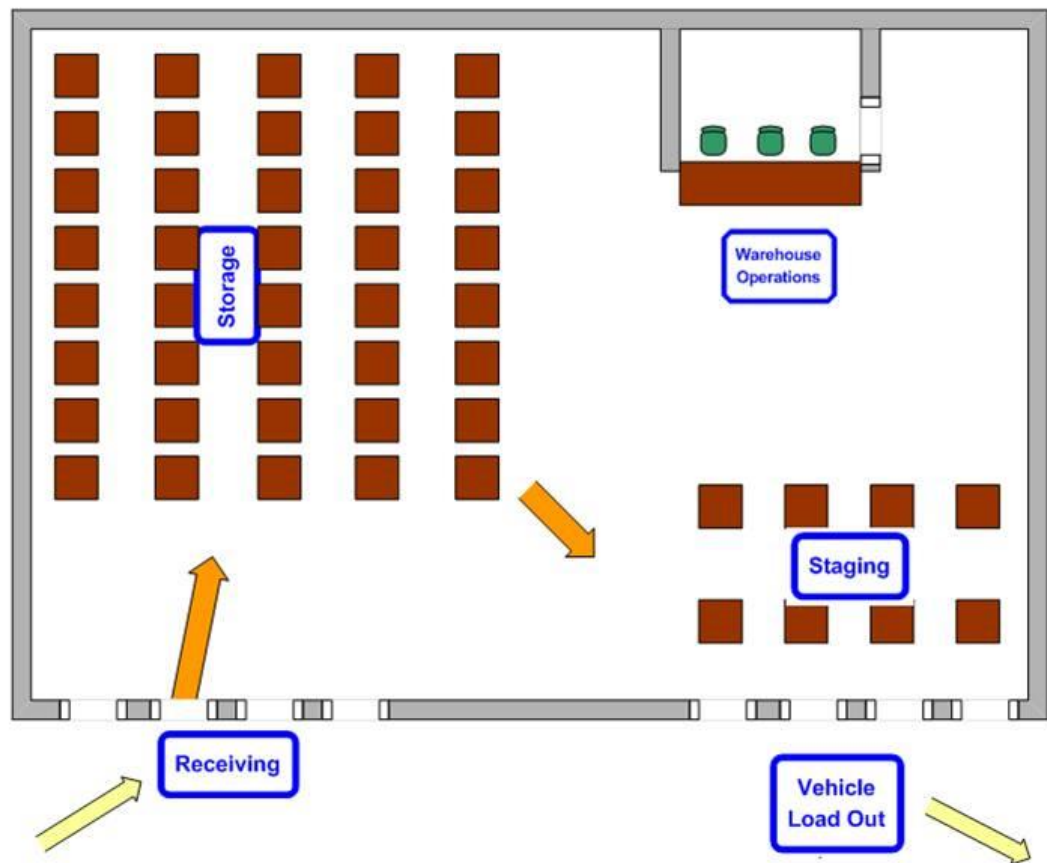 Storage
Warehouse
Operations
Staging
Receiving
Vehicle
Load Out